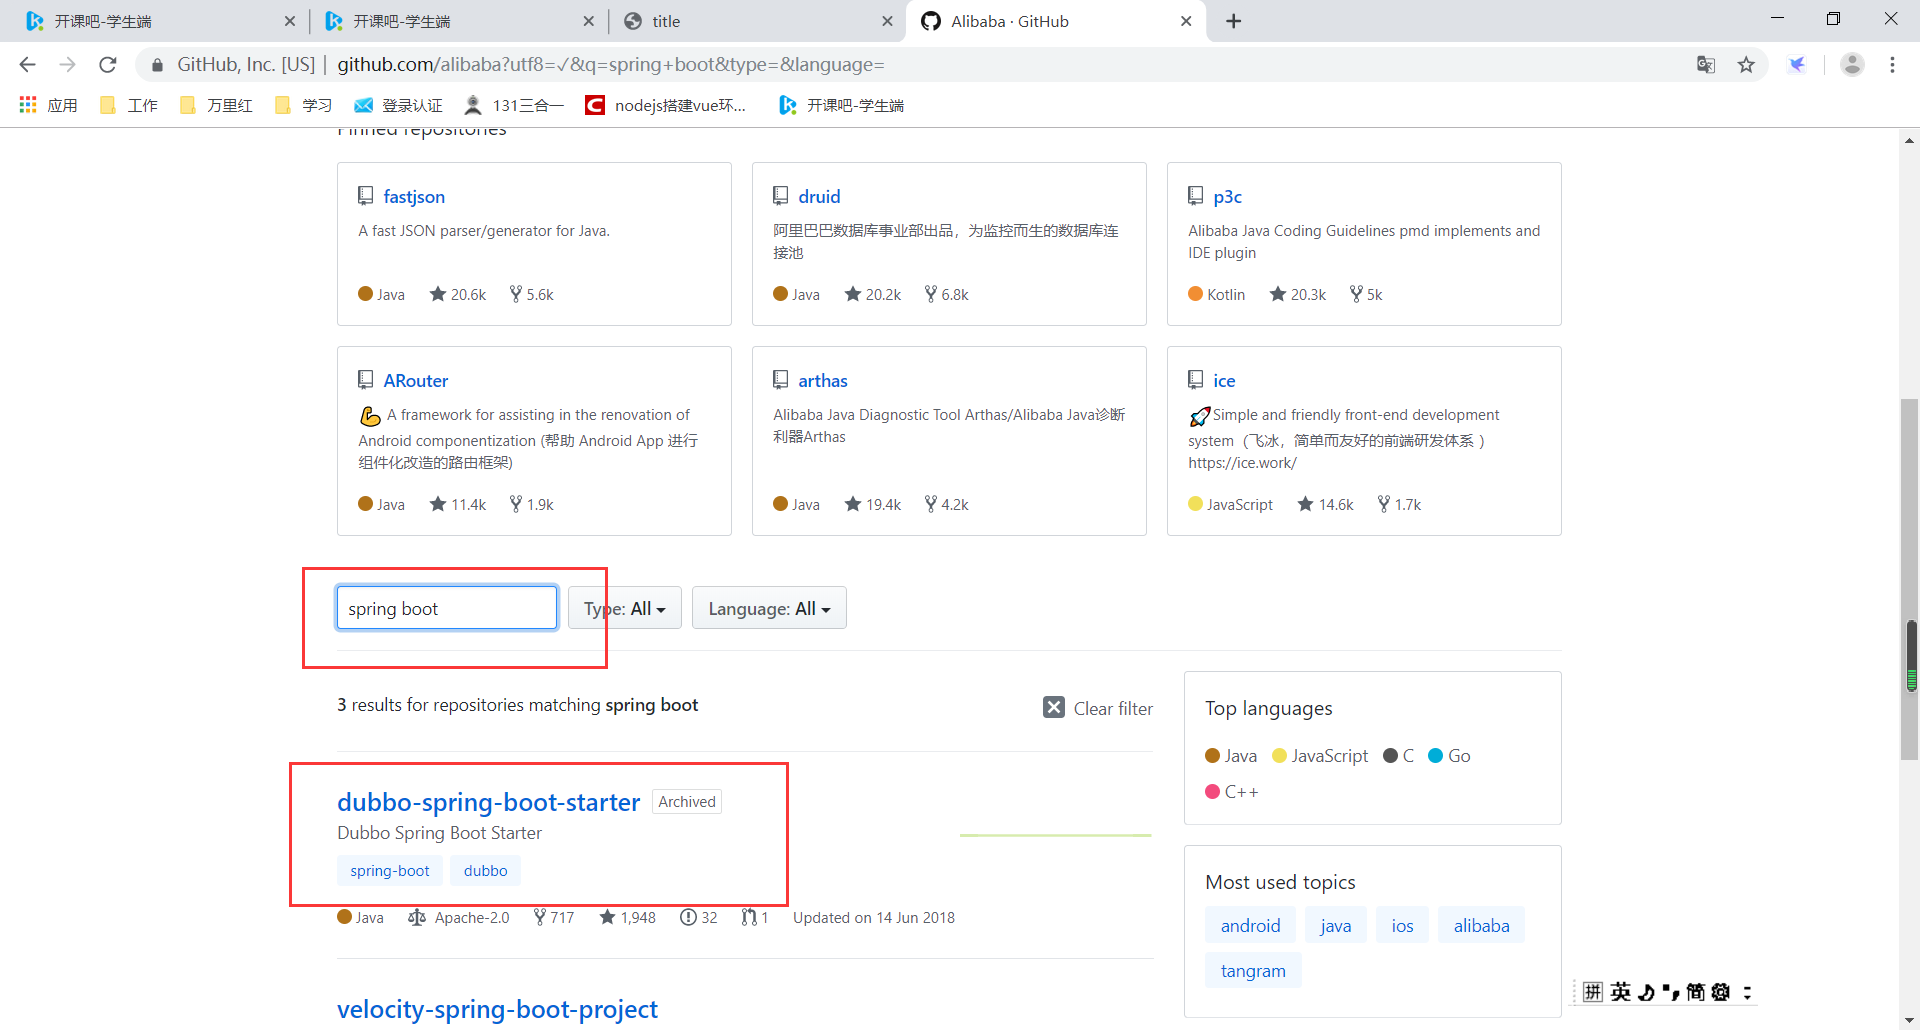 开课吧-学生端
开课吧-学生端
title
Alibaba · GitHub
GitHub, Inc. [US] | github.com/alibaba?utf8=✓&q=spring+boot&type=&language=
应用
工作
万里红
学习
登录认证
131三合一
nodejs搭建vue环...
开课吧-学生端
Pinned repositories
fastjson
A fast JSON parser/generator for Java.
Java 20.6k 5.6k
druid
阿里巴巴数据库事业部出品，为监控而生的数据库连
接池
Java 20.2k 6.8k
p3c
Alibaba Java Coding Guidelines pmd implements and
IDE plugin
Kotlin 20.3k 5k
ARouter
💪 A framework for assisting in the renovation of
Android componentization (帮助 Android App 进行
组件化改造的路由框架)
Java 11.4k 1.9k
arthas
Alibaba Java Diagnostic Tool Arthas/Alibaba Java诊断
利器Arthas
Java 19.4k 4.2k
ice
🚀Simple and friendly front-end development
system（飞冰，简单而友好的前端研发体系 ）
https://ice.work/
JavaScript 14.6k 1.7k
spring boot
Type: All
Language: All
3 results for repositories matching spring boot
Clear filter
dubbo-spring-boot-starter Archived
Dubbo Spring Boot Starter
spring-boot dubbo
Java Apache-2.0 717 1,948 32 1 Updated on 14 Jun 2018
velocity-spring-boot-project
Top languages
Java JavaScript C Go
C++
Most used topics
android java ios alibaba
tangram
拼 英 简